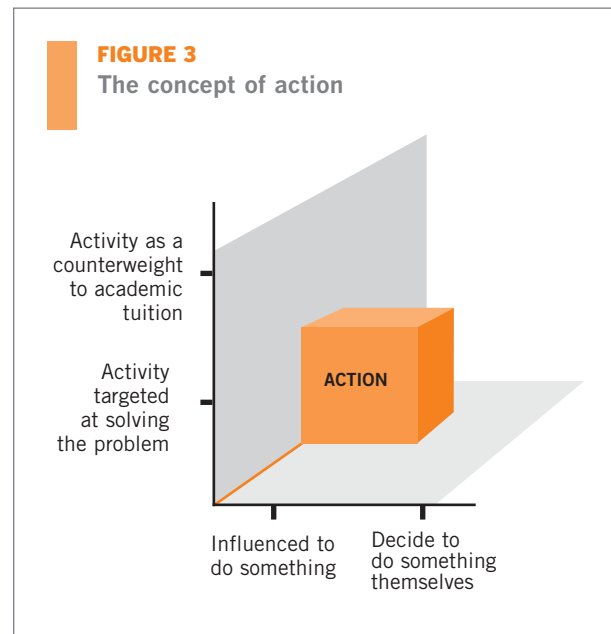 FIGURE 3
The concept of action
Activity as a
counterweight
to academic
tuition
Activity
targeted
at solving
the problem
ACTION
Influenced to
do something
Decide to
do something
themselves